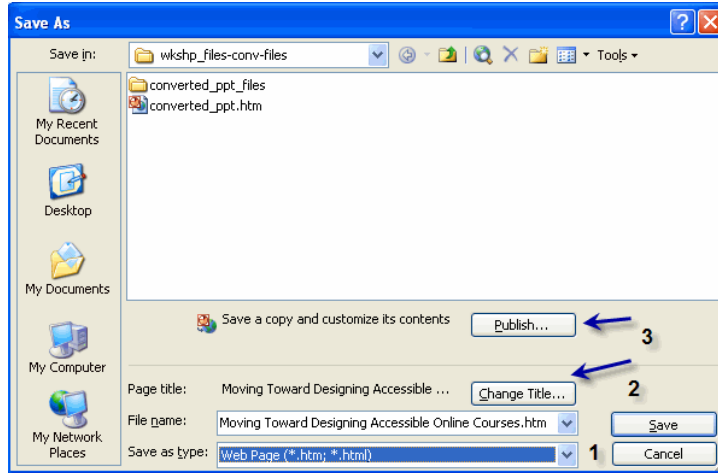 Save As
Save in:
wkshp_files-conv-files
Tools
My Recent
Documents
Desktop
My Documents
My Computer
My Network
Places
converted_ppt_files
converted_ppt.htm
Save a copy and customize its contents
Publish...
3
Page title:
Moving Toward Designing Accessible ...
Change Title...
2
File name:
Moving Toward Designing Accessible Online Courses.htm
Save
Save as type:
Web Page (*.htm; *.html)
1
Cancel